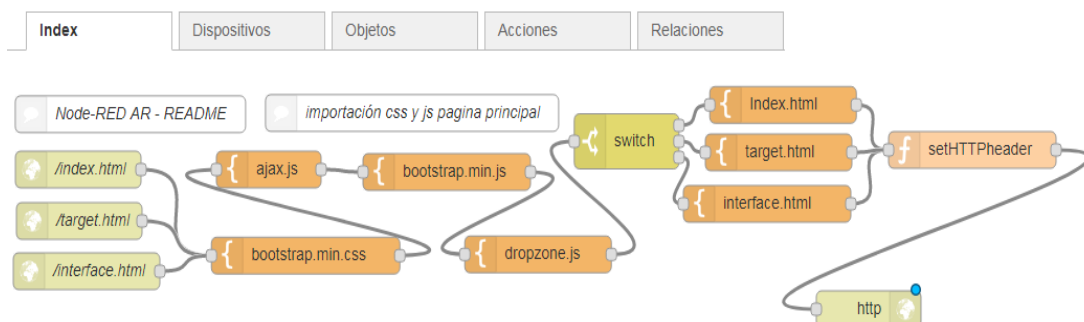 Index
Dispositivos
Objetos
Acciones
Relaciones
Node-RED AR - README
importación css y js pagina principal
/index.html
/target.html
/interface.html
ajax.js
bootstrap.min.js
bootstrap.min.css
dropzone.js
switch
Index.html
target.html
interface.html
setHTTPheader
http